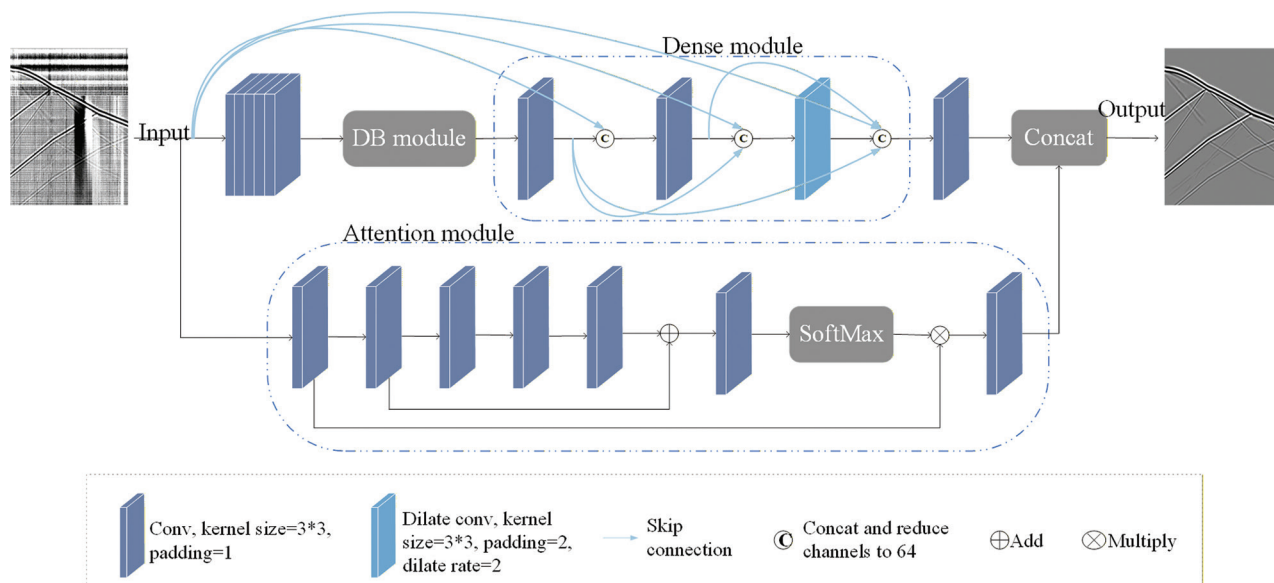 Dense module
Input
DB module
C
C
C
Concat
Output
Attention module
SoftMax
Conv, kernel size=3*3,
padding=1
Dilate conv, kernel
size=3*3, padding=2,
dilate rate=2
Skip
connection
C
Concat and reduce
channels to 64
Add
Multiply